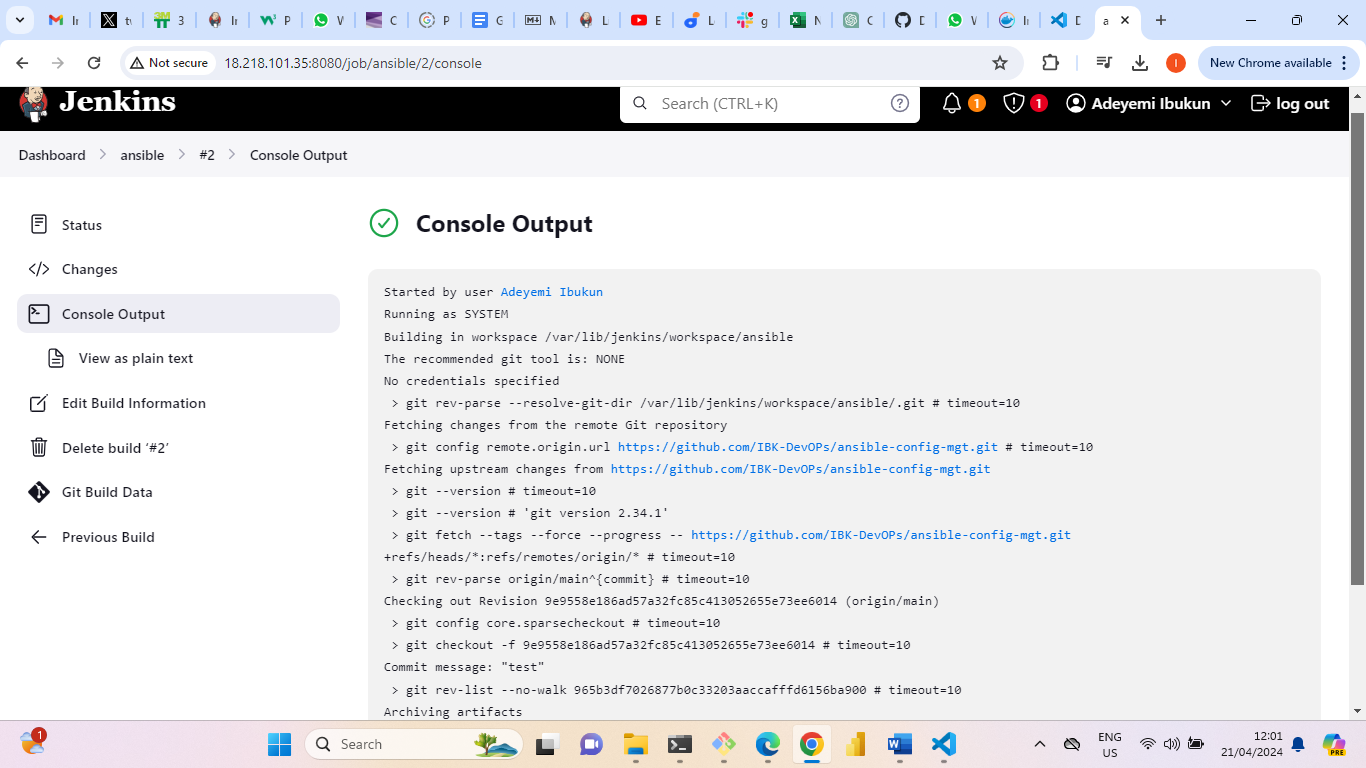 Not secure
18.218.101.35:8080/job/ansible/2/console
New Chrome available
Jenkins
Search (CTRL+K)
1
1
Adeyemi Ibukun
log out
Dashboard
ansible
#2
Console Output
Status
Changes
Console Output
View as plain text
Edit Build Information
Delete build ‘#2’
Git Build Data
Previous Build
Console Output
Started by user Adeyemi Ibukun
Running as SYSTEM
Building in workspace /var/lib/jenkins/workspace/ansible
The recommended git tool is: NONE
No credentials specified
> git rev-parse --resolve-git-dir /var/lib/jenkins/workspace/ansible/.git # timeout=10
Fetching changes from the remote Git repository
> git config remote.origin.url https://github.com/IBK-DevOPs/ansible-config-mgt.git # timeout=10
Fetching upstream changes from https://github.com/IBK-DevOPs/ansible-config-mgt.git
> git --version # timeout=10
> git --version # 'git version 2.34.1'
> git fetch --tags --force --progress -- https://github.com/IBK-DevOPs/ansible-config-mgt.git
+refs/heads/*:refs/remotes/origin/* # timeout=10
> git rev-parse origin/main^{commit} # timeout=10
Checking out Revision 9e9558e186ad57a32fc85c413052655e73ee6014 (origin/main)
> git config core.sparsecheckout # timeout=10
> git checkout -f 9e9558e186ad57a32fc85c413052655e73ee6014 # timeout=10
Commit message: "test"
> git rev-list --no-walk 965b3df7026877b0c33203aaccafffd6156ba900 # timeout=10
Archiving artifacts
1
Search
ENG
US
12:01
21/04/2024
PRE